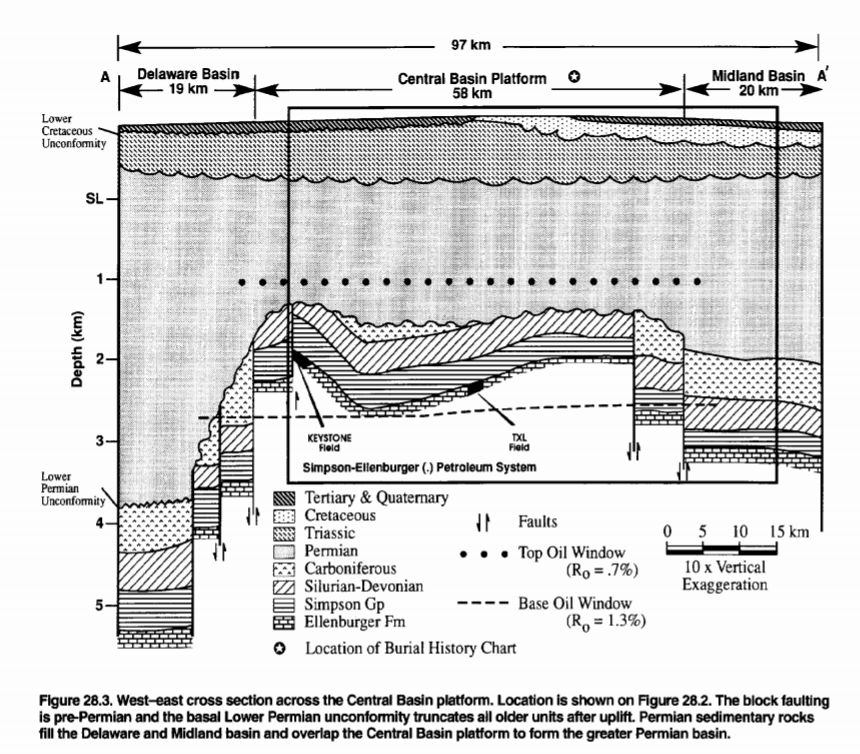 97 km
A Delaware Basin Central Basin Platform Midland Basin A'
19 km 58 km 20 km
Lower
Cretaceous
Unconformity
SL
1
Depth (km)
2
3
KEYSTONE
Field
TXL
Field
Simpson-Ellenburger (.) Petroleum System
Lower
Permian
Unconformity
4
5
Tertiary & Quaternary
Cretaceous
Triassic
Permian
Carboniferous
Silurian-Devonian
Simpson Gp
Ellenburger Fm
Location of Burial History Chart
Faults
Top Oil Window
(Ro = .7%)
Base Oil Window
(Ro = 1.3%)
0 5 10 15 km
10 x Vertical
Exaggeration
Figure 28.3. West–east cross section across the Central Basin platform. Location is shown on Figure 28.2. The block faulting
is pre-Permian and the basal Lower Permian unconformity truncates all older units after uplift. Permian sedimentary rocks
fill the Delaware and Midland basin and overlap the Central Basin platform to form the greater Permian basin.